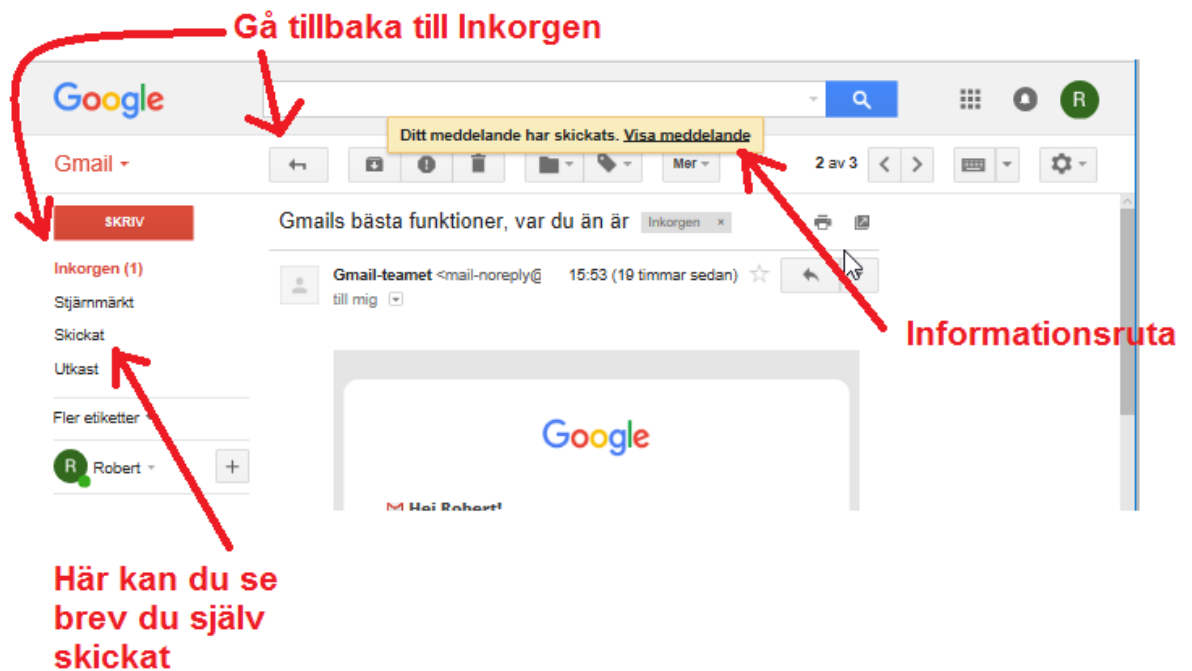 Gå tillbaka till Inkorgen
Google
R
Ditt meddelande har skickats. Visa meddelande
Gmail
Mer
2 av 3
SKRIV
Gmails bästa funktioner, var du än är Inkorgen ×
Inkorgen (1)
Gmail-teamet <mail-noreply@ 15:53 (19 timmar sedan)
till mig
Stjärnmärkt
Skickat
Informationsruta
Utkast
Fler etiketter
Google
R Robert
+
Hej Robert!
Här kan du se
brev du själv
skickat